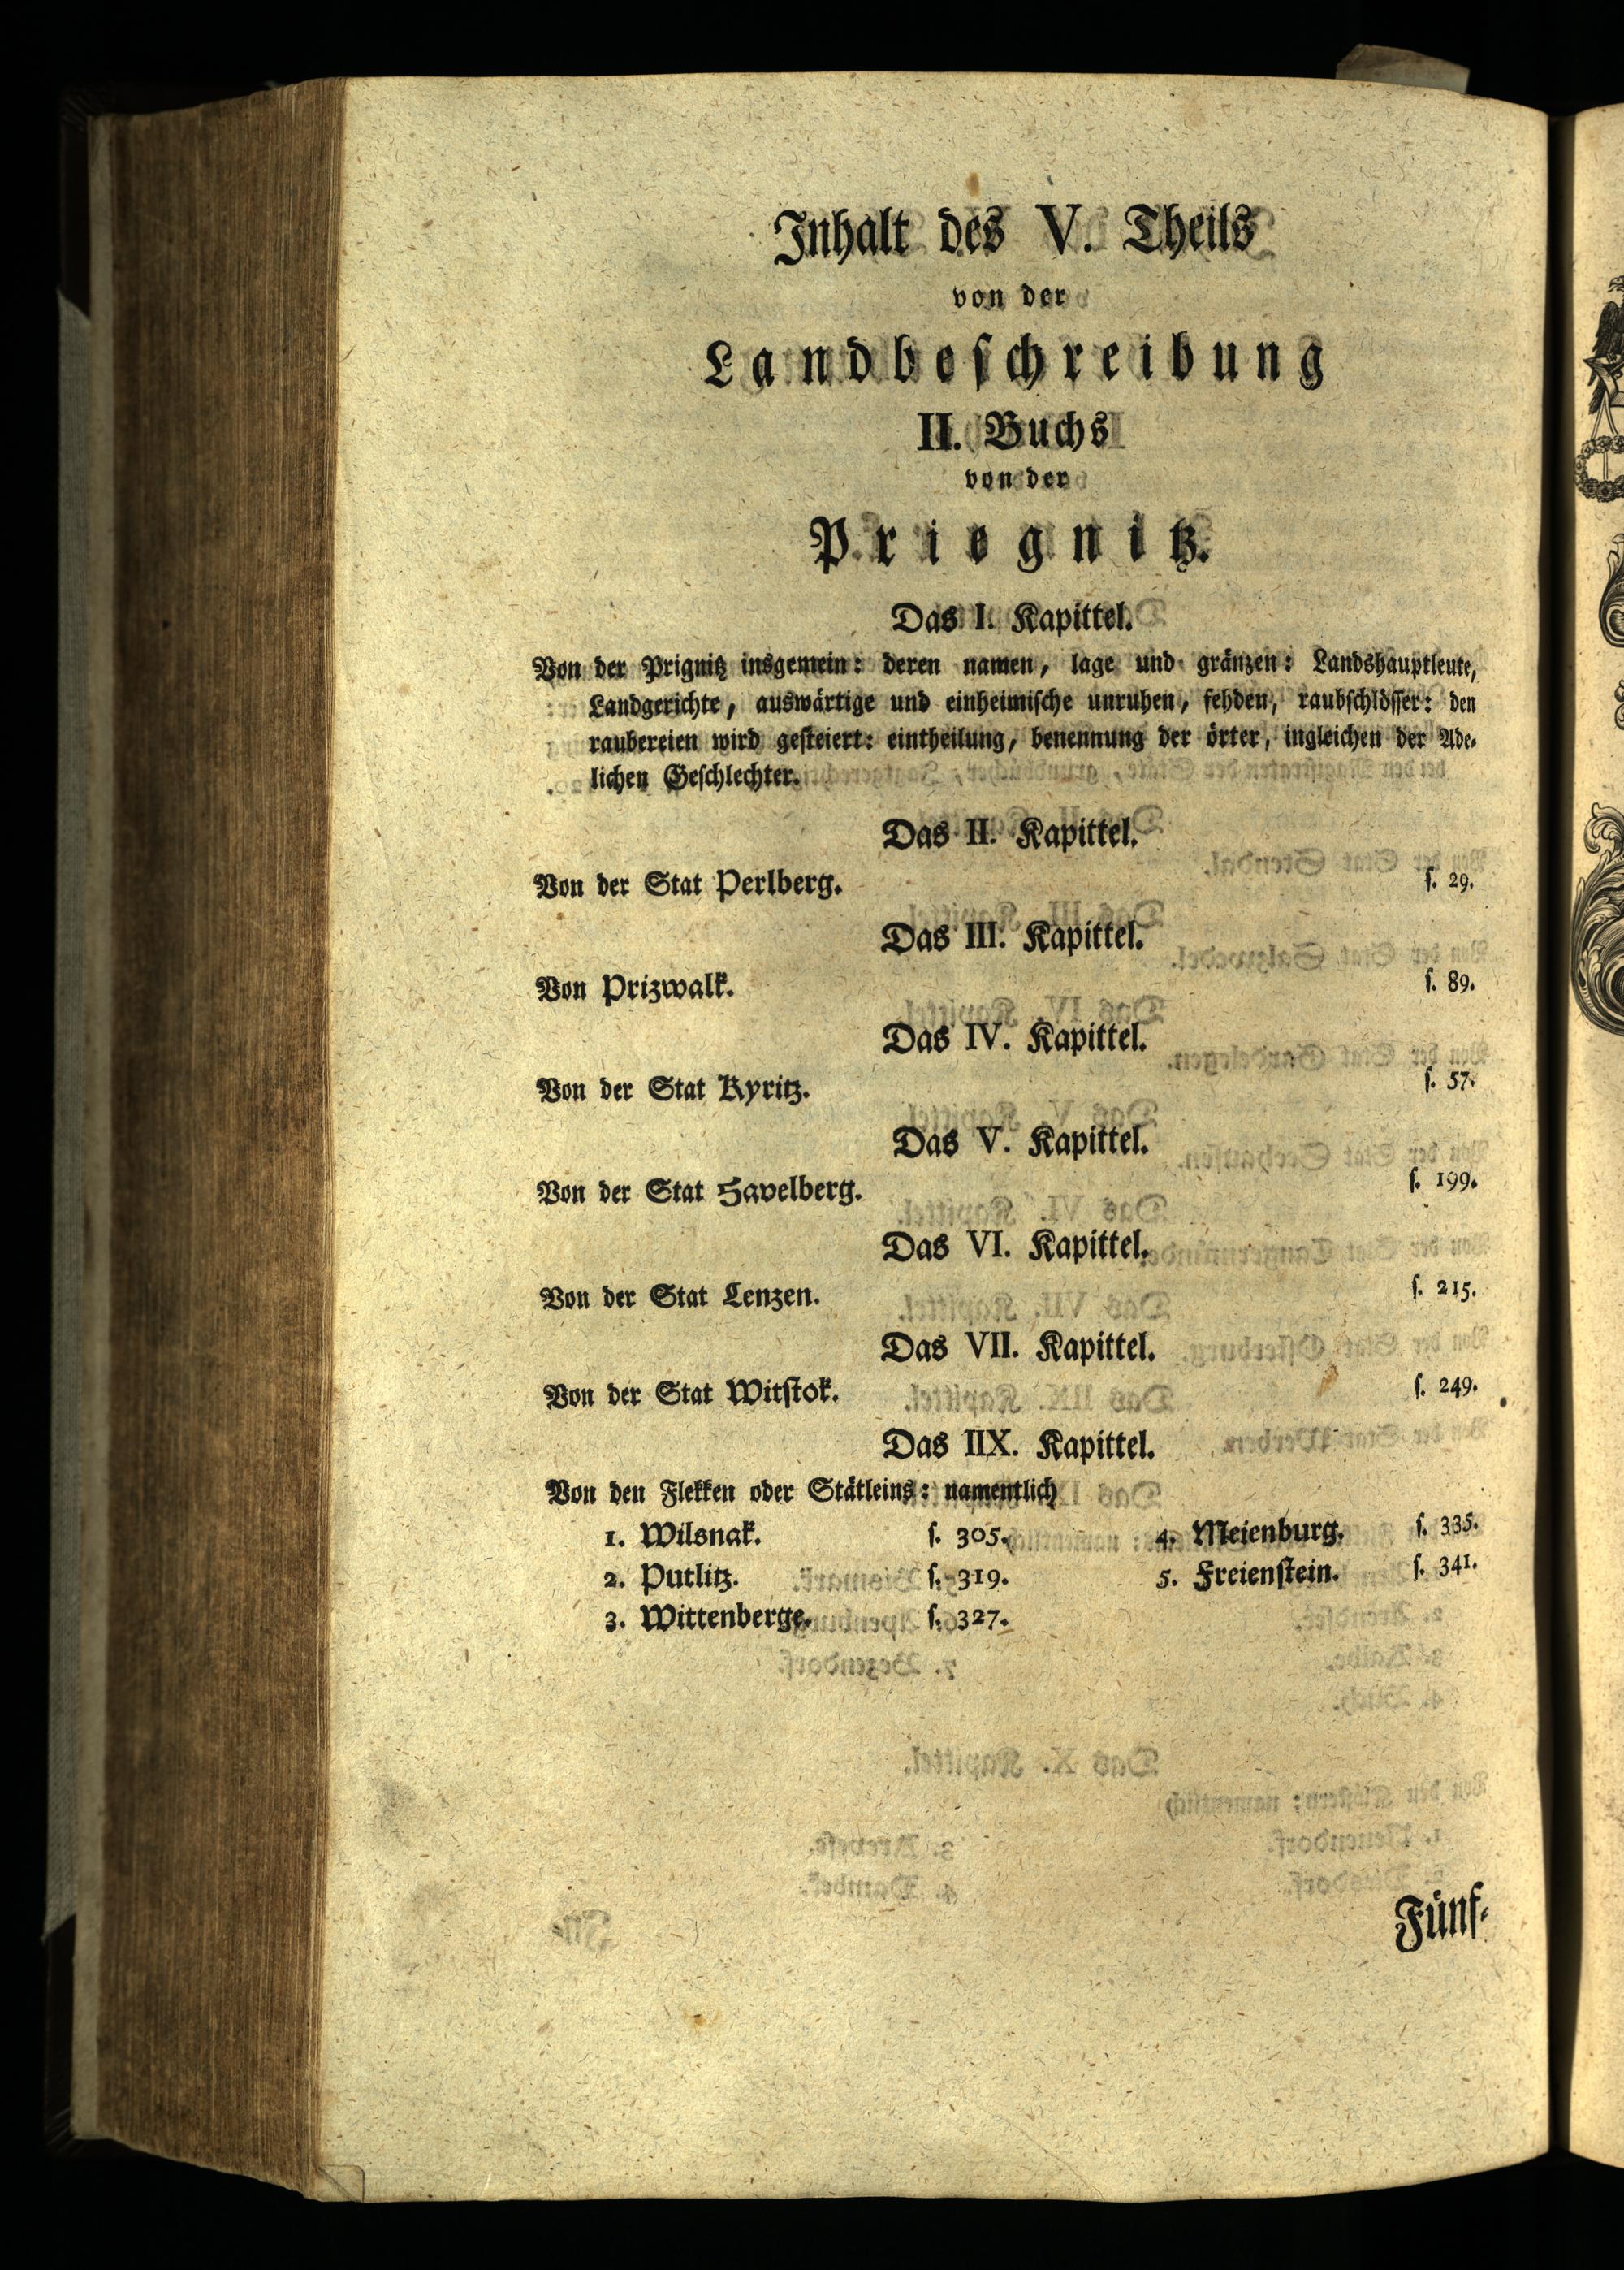 Inhalt des V. Theils
von der
Landbeschreibung
II. Buchs
von der
Priegnitz.
Das I. Kapittel.
Von der Prignitz insgemein: deren namen, lage und gränzen: Landshauptleute,
Landgerichte, auswärtige und einheimische unruhen, fehden, raubschlösser: den
raubereien wird gesteiert: eintheilung, benennung der örter, ingleichen der Ade-
lichen Geschlechter.
Das II. Kapittel.
Von der Stat Perlberg. s. 29.
Das III. Kapittel.
Von Prizwalk. s. 89.
Das IV. Kapittel.
Von der Stat Kyritz. s. 57.
Das V. Kapittel.
Von der Stat Havelberg. s. 199.
Das VI. Kapittel.
Von der Stat Lenzen. s. 215.
Das VII. Kapittel.
Von der Stat Witstok. s. 249.
Das IIX. Kapittel.
Von den Flekken oder Stätleins: namentlich
1. Wilsnak. s. 305. 4. Meienburg. s. 335.
2. Putlitz. s. 319. 5. Freienstein. s. 341.
3. Wittenberge. s. 327.
Fünf-